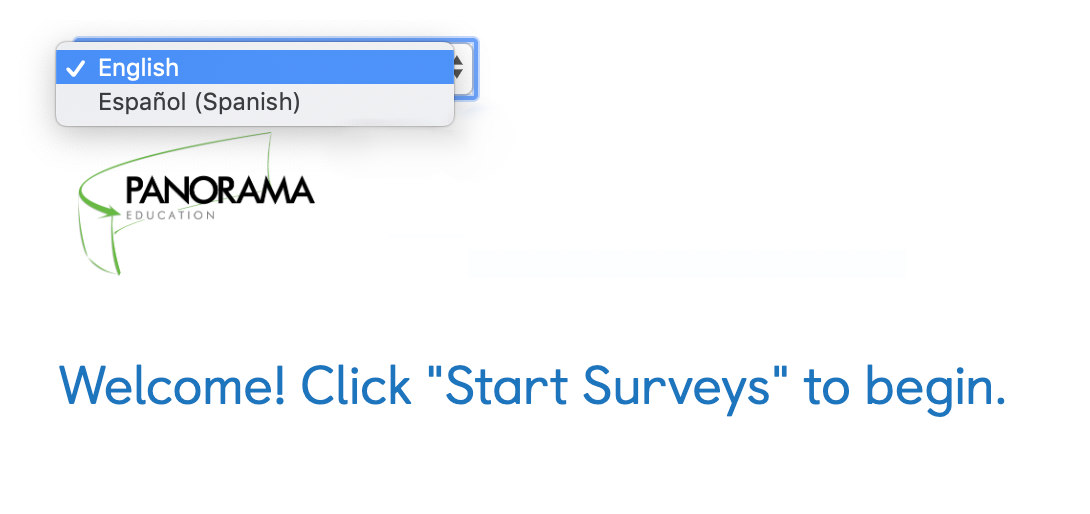 ✓ English
Español (Spanish)
PANORAMA
EDUCATION
Welcome! Click "Start Surveys" to begin.